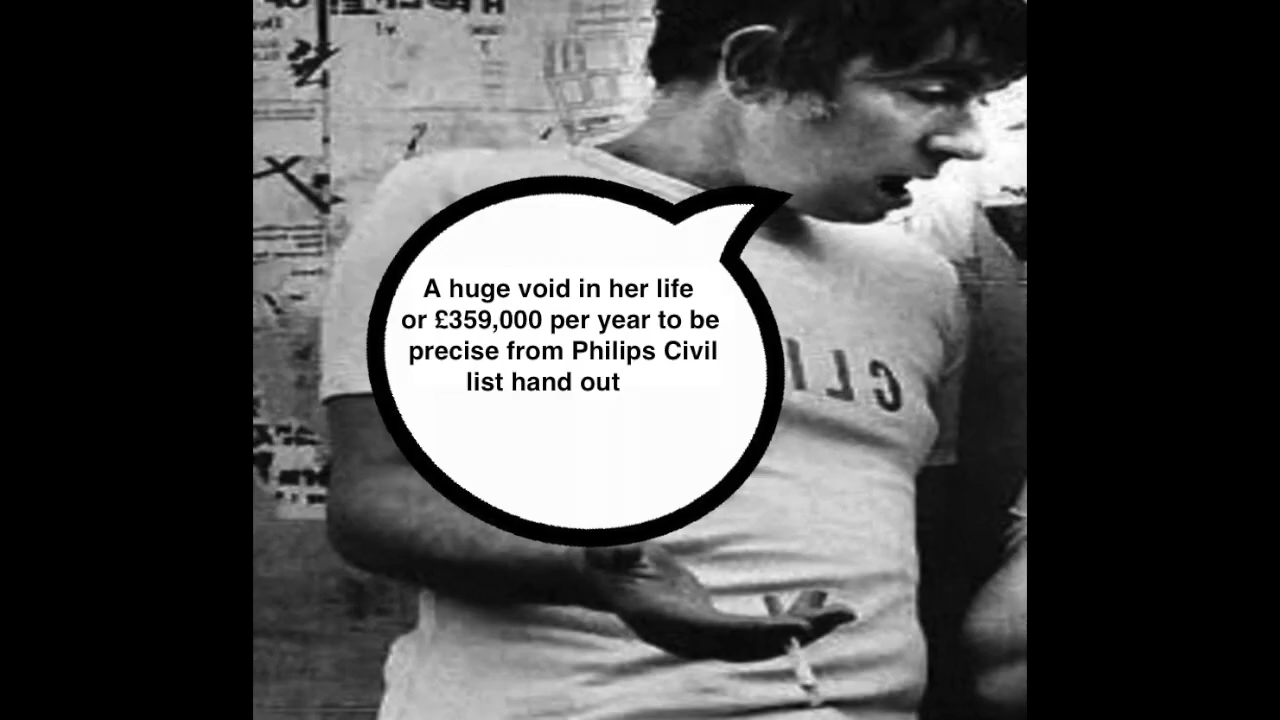 A huge void in her life
or £359,000 per year to be
precise from Philips Civil
list hand out